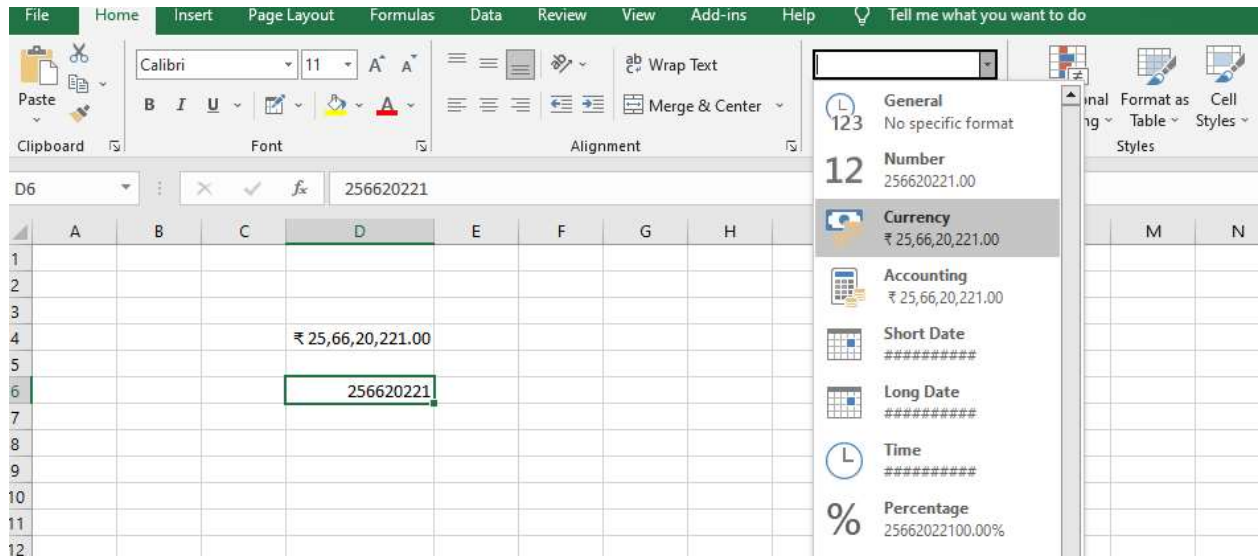 File Home Insert Page Layout Formulas Data Review View Add-ins Help Tell me what you want to do
Calibri 11 A A Wrap Text
Paste B I U A Merge & Center
General
No specific format
Format as Cell
Table Styles
Clipboard Font Alignment Styles
Number
12 256620221.00
D6 fx 256620221
Currency
₹ 25,66,20,221.00
A B C D E F G H M N
Accounting
₹ 25,66,20,221.00
1
2
3
4 ₹ 25,66,20,221.00
Short Date
##########
5
6 256620221
Long Date
##########
7
8
9
Time
##########
10
11
12
Percentage
% 25662022100.00%